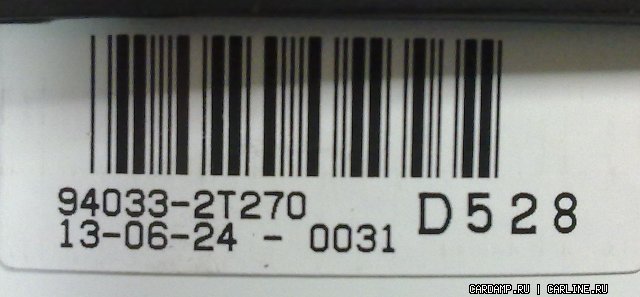 94033-2T270
13-06-24 - 0031
D528
CARDAMP.RU | CARLINE.RU